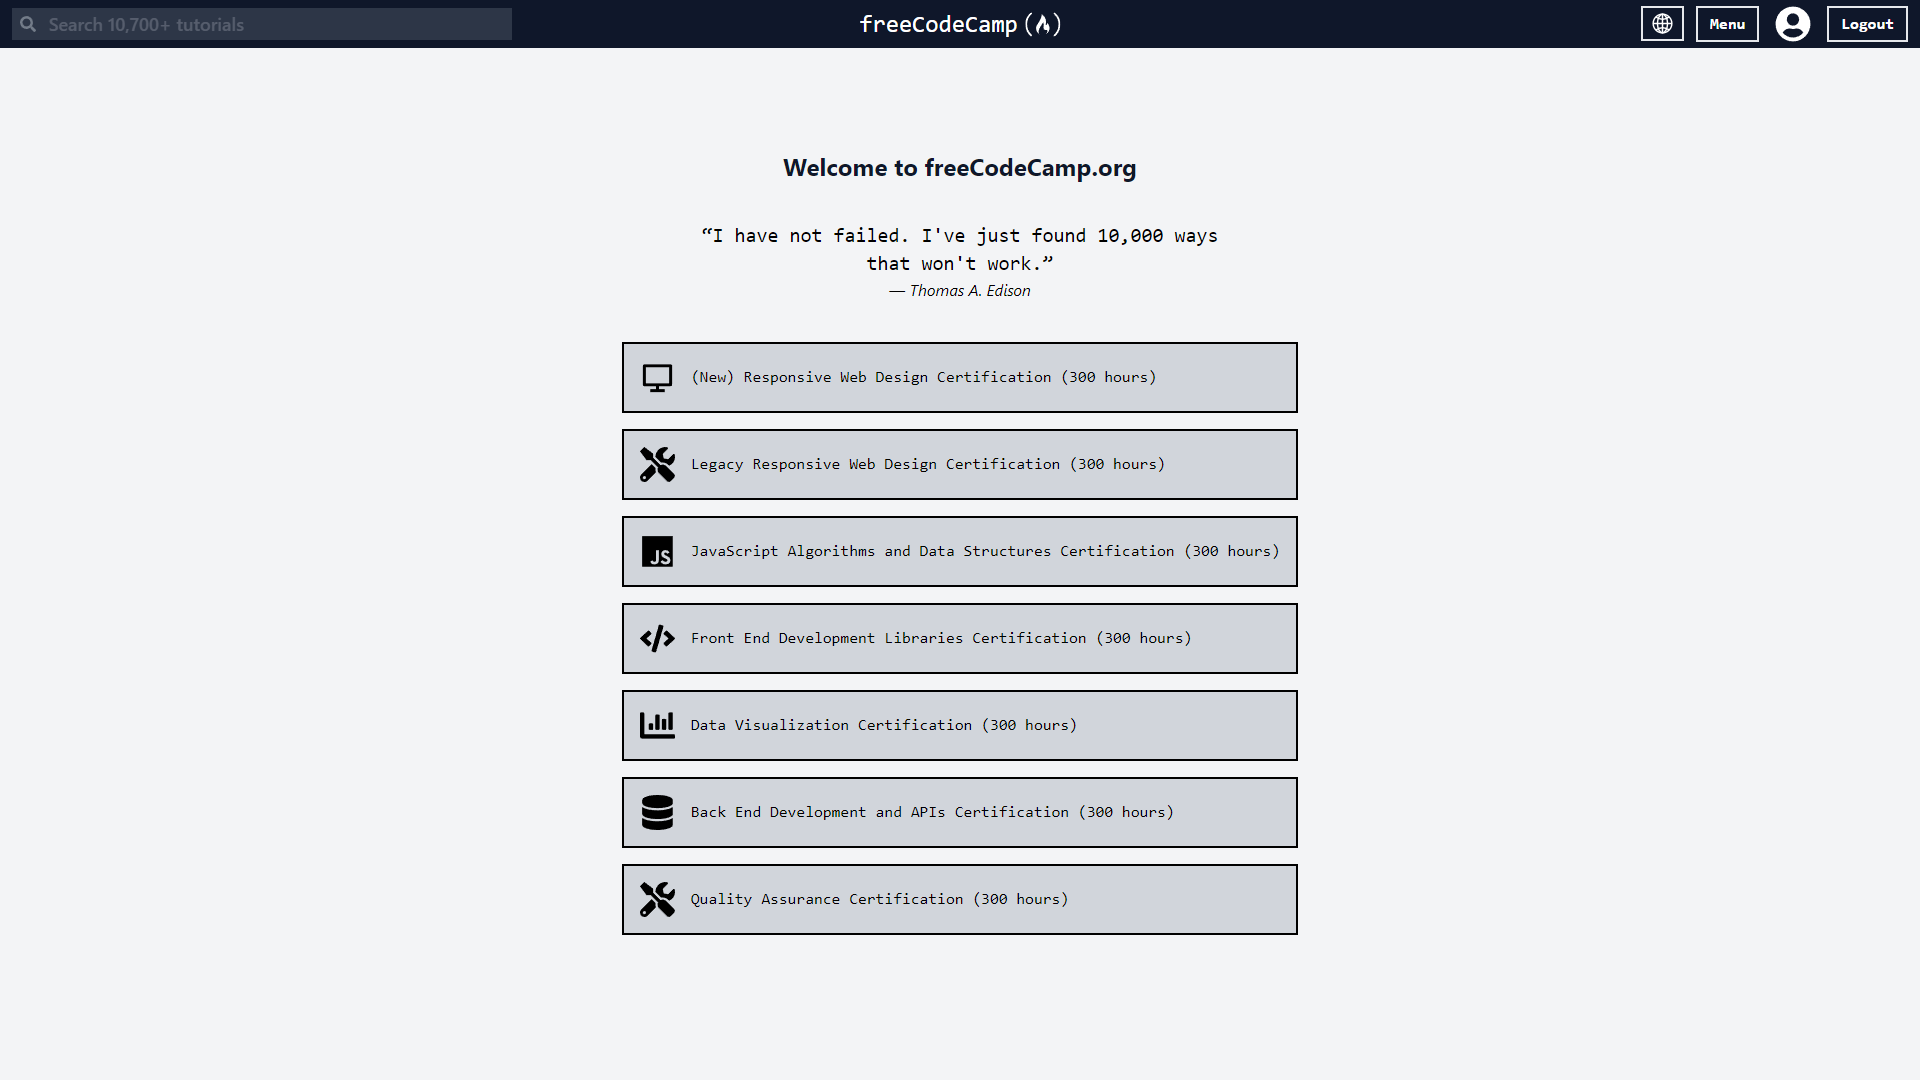 Search 10,700+ tutorials
freeCodeCamp
Menu
Logout
Welcome to freeCodeCamp.org
“I have not failed. I've just found 10,000 ways
that won't work.”
— Thomas A. Edison
(New) Responsive Web Design Certification (300 hours)
Legacy Responsive Web Design Certification (300 hours)
JS
JavaScript Algorithms and Data Structures Certification (300 hours)
Front End Development Libraries Certification (300 hours)
Data Visualization Certification (300 hours)
Back End Development and APIs Certification (300 hours)
Quality Assurance Certification (300 hours)